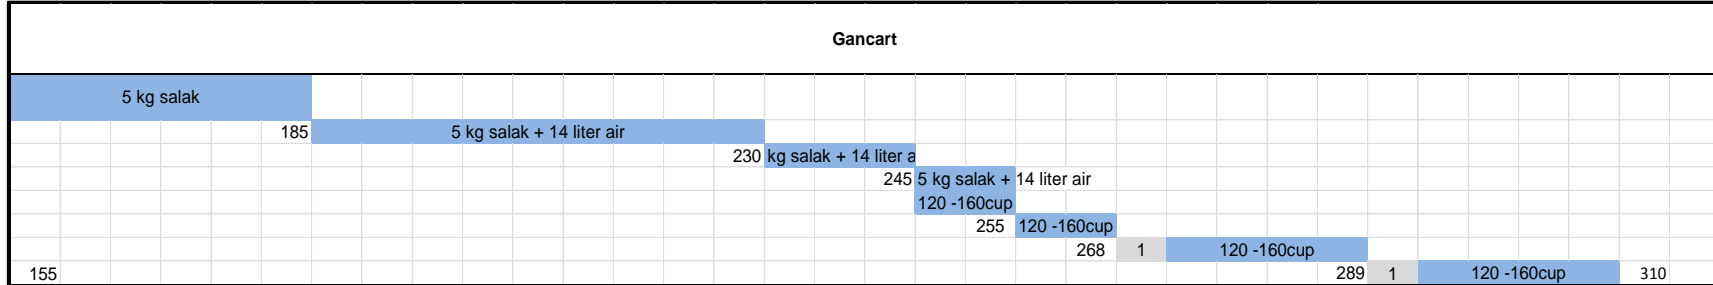 Gancart
5 kg salak
185 5 kg salak + 14 liter air
230 kg salak + 14 liter a
245 5 kg salak + 14 liter air
120 -160cup
255 120 -160cup
268 1 120 -160cup
155 289 1 120 -160cup 310